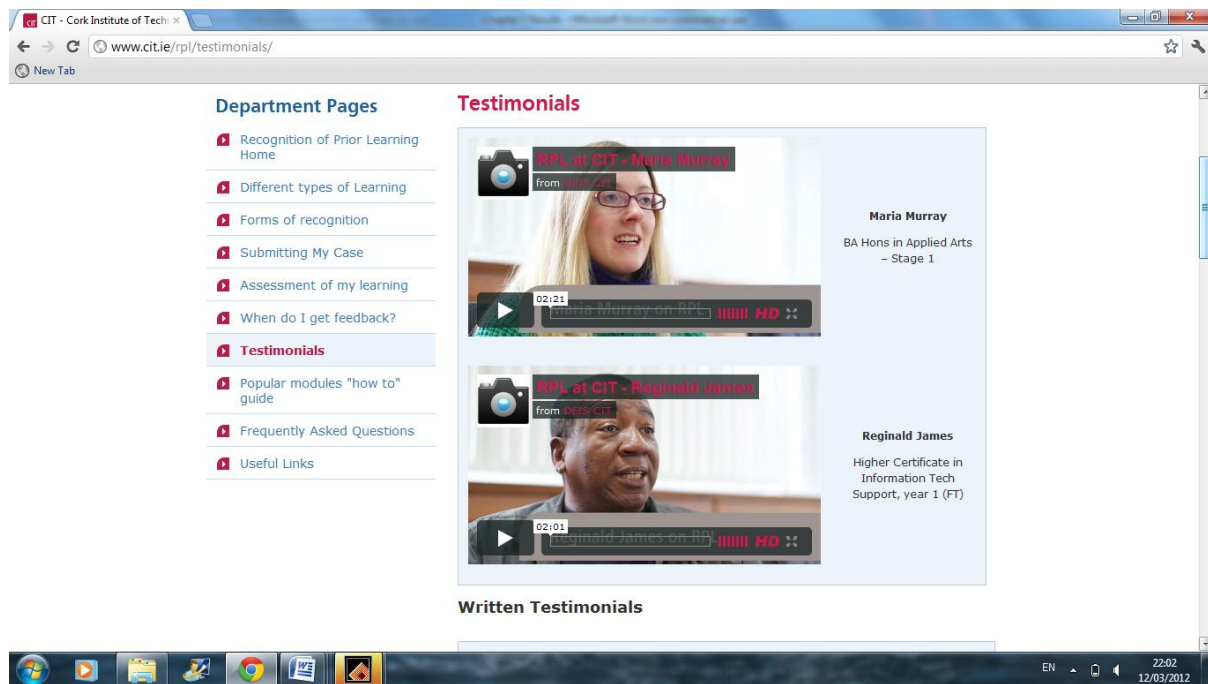 CIT - Cork Institute of Tech
www.cit.ie/rpl/testimonials/
New Tab
Department Pages
Recognition of Prior Learning
Home
Different types of Learning
Forms of recognition
Submitting My Case
Assessment of my learning
When do I get feedback?
Testimonials
Popular modules "how to"
guide
Frequently Asked Questions
Useful Links
Testimonials
RPL at CIT - Maria Murray
from DEIS CIT
02:21
Maria Murray on RPL
HD
Maria Murray
BA Hons in Applied Arts
– Stage 1
RPL at CIT - Reginald James
from DEIS CIT
02:01
Reginald James on RPL
HD
Reginald James
Higher Certificate in
Information Tech
Support, year 1 (FT)
Written Testimonials
EN
22:02
12/03/2012